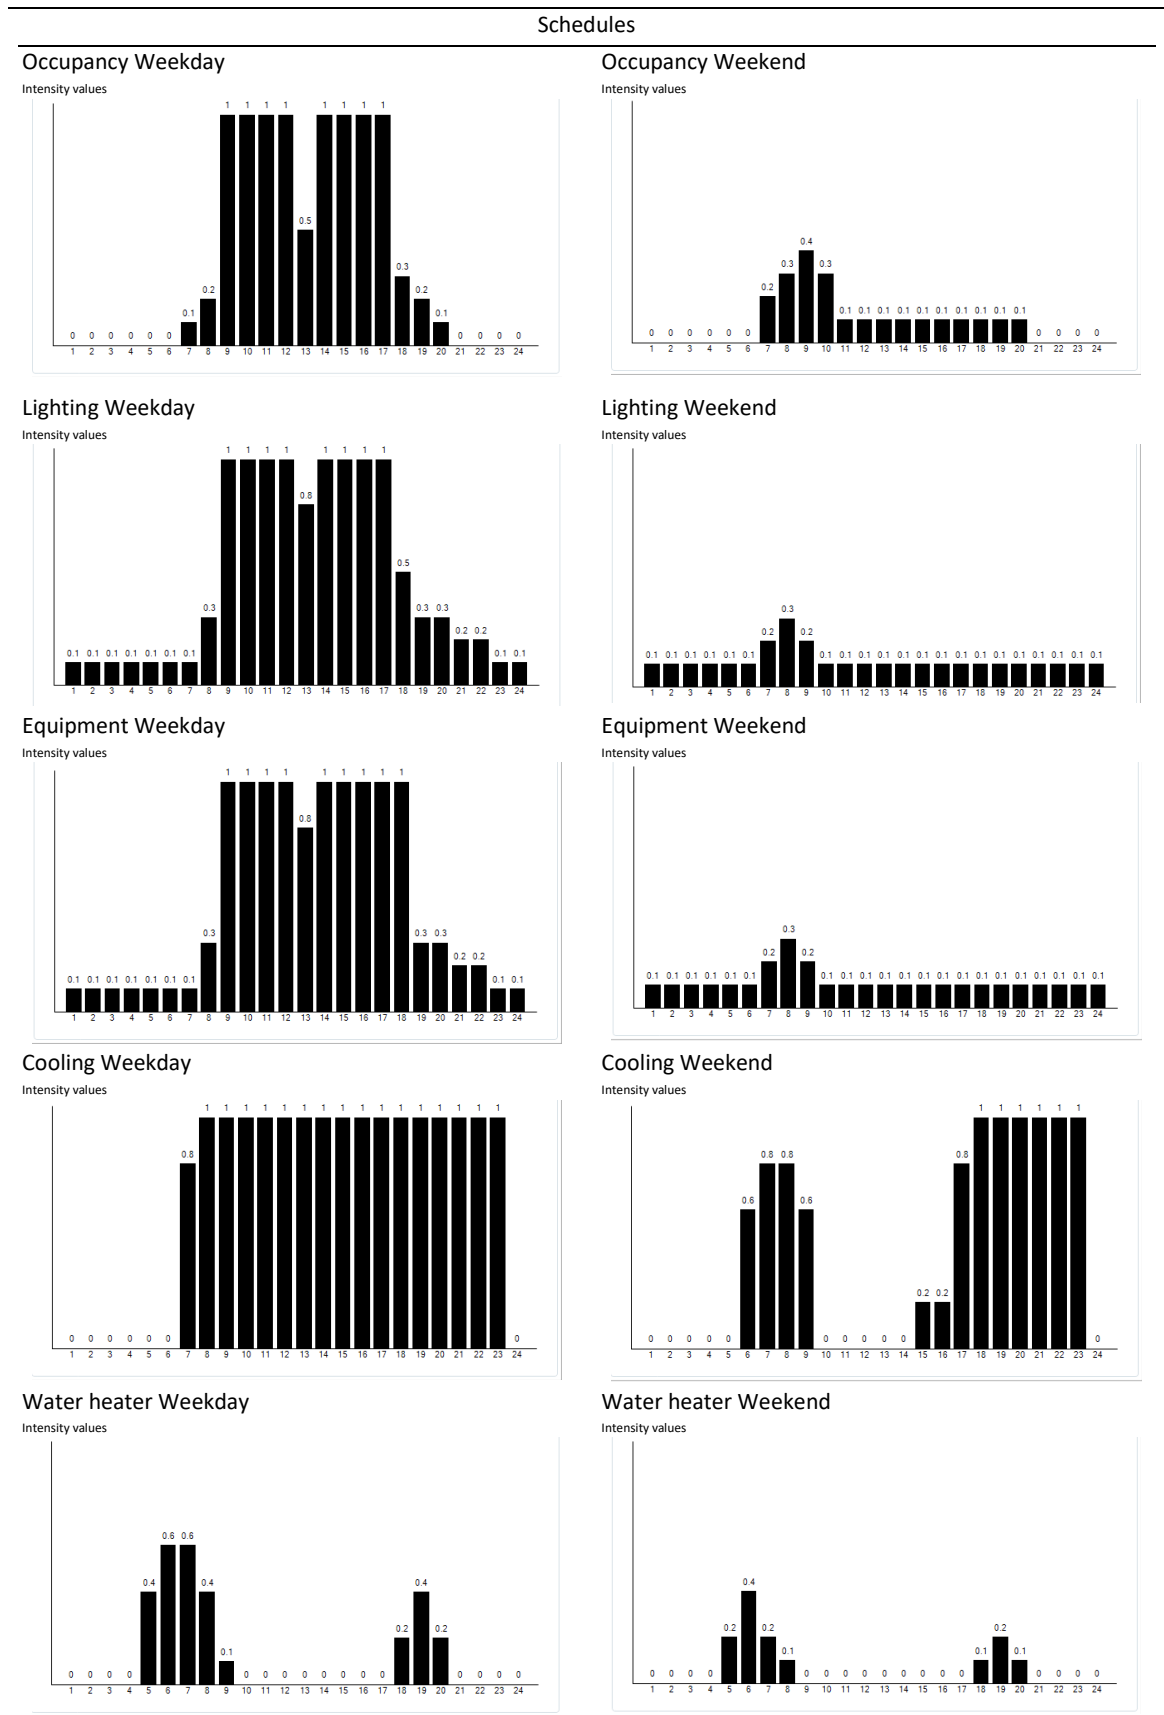 Schedules
Occupancy Weekday
Intensity values
1 1 1 1 1 1 1 1
0.5
0.3
0.2 0.2
0.1 0.1
0 0 0 0 0 0 0 0 0 0
1 2 3 4 5 6 7 8 9 10 11 12 13 14 15 16 17 18 19 20 21 22 23 24
Occupancy Weekend
Intensity values
0.4
0.3 0.3
0.2
0.1 0.1 0.1 0.1 0.1 0.1 0.1 0.1 0.1 0.1
0 0 0 0 0 0 0 0 0 0
1 2 3 4 5 6 7 8 9 10 11 12 13 14 15 16 17 18 19 20 21 22 23 24
Lighting Weekday
Intensity values
1 1 1 1 1 1 1 1
0.8
0.5
0.3 0.3 0.3
0.2 0.2
0.1 0.1 0.1 0.1 0.1 0.1 0.1 0.1 0.1
1 2 3 4 5 6 7 8 9 10 11 12 13 14 15 16 17 18 19 20 21 22 23 24
Lighting Weekend
Intensity values
0.3
0.2 0.2
0.1 0.1 0.1 0.1 0.1 0.1 0.1 0.1 0.1 0.1 0.1 0.1 0.1 0.1 0.1 0.1 0.1 0.1 0.1 0.1 0.1
1 2 3 4 5 6 7 8 9 10 11 12 13 14 15 16 17 18 19 20 21 22 23 24
Equipment Weekday
Intensity values
1 1 1 1 1 1 1 1 1
0.8
0.3 0.3 0.3
0.2 0.2
0.1 0.1 0.1 0.1 0.1 0.1 0.1 0.1 0.1
1 2 3 4 5 6 7 8 9 10 11 12 13 14 15 16 17 18 19 20 21 22 23 24
Equipment Weekend
Intensity values
0.3
0.2 0.2
0.1 0.1 0.1 0.1 0.1 0.1 0.1 0.1 0.1 0.1 0.1 0.1 0.1 0.1 0.1 0.1 0.1 0.1 0.1 0.1 0.1
1 2 3 4 5 6 7 8 9 10 11 12 13 14 15 16 17 18 19 20 21 22 23 24
Cooling Weekday
Intensity values
1 1 1 1 1 1 1 1 1 1 1 1 1 1 1 1
0.8
0 0 0 0 0 0 0
1 2 3 4 5 6 7 8 9 10 11 12 13 14 15 16 17 18 19 20 21 22 23 24
Cooling Weekend
Intensity values
1 1 1 1 1 1
0.8 0.8 0.8
0.6 0.6
0.2 0.2
0 0 0 0 0 0 0 0 0 0 0
1 2 3 4 5 6 7 8 9 10 11 12 13 14 15 16 17 18 19 20 21 22 23 24
Water heater Weekday
Intensity values
0.6 0.6
0.4 0.4 0.4
0.2 0.2
0.1
0 0 0 0 0 0 0 0 0 0 0 0 0 0 0 0
1 2 3 4 5 6 7 8 9 10 11 12 13 14 15 16 17 18 19 20 21 22 23 24
Water heater Weekend
Intensity values
0.4
0.2 0.2 0.2
0.1 0.1 0.1
0 0 0 0 0 0 0 0 0 0 0 0 0 0 0 0 0
1 2 3 4 5 6 7 8 9 10 11 12 13 14 15 16 17 18 19 20 21 22 23 24